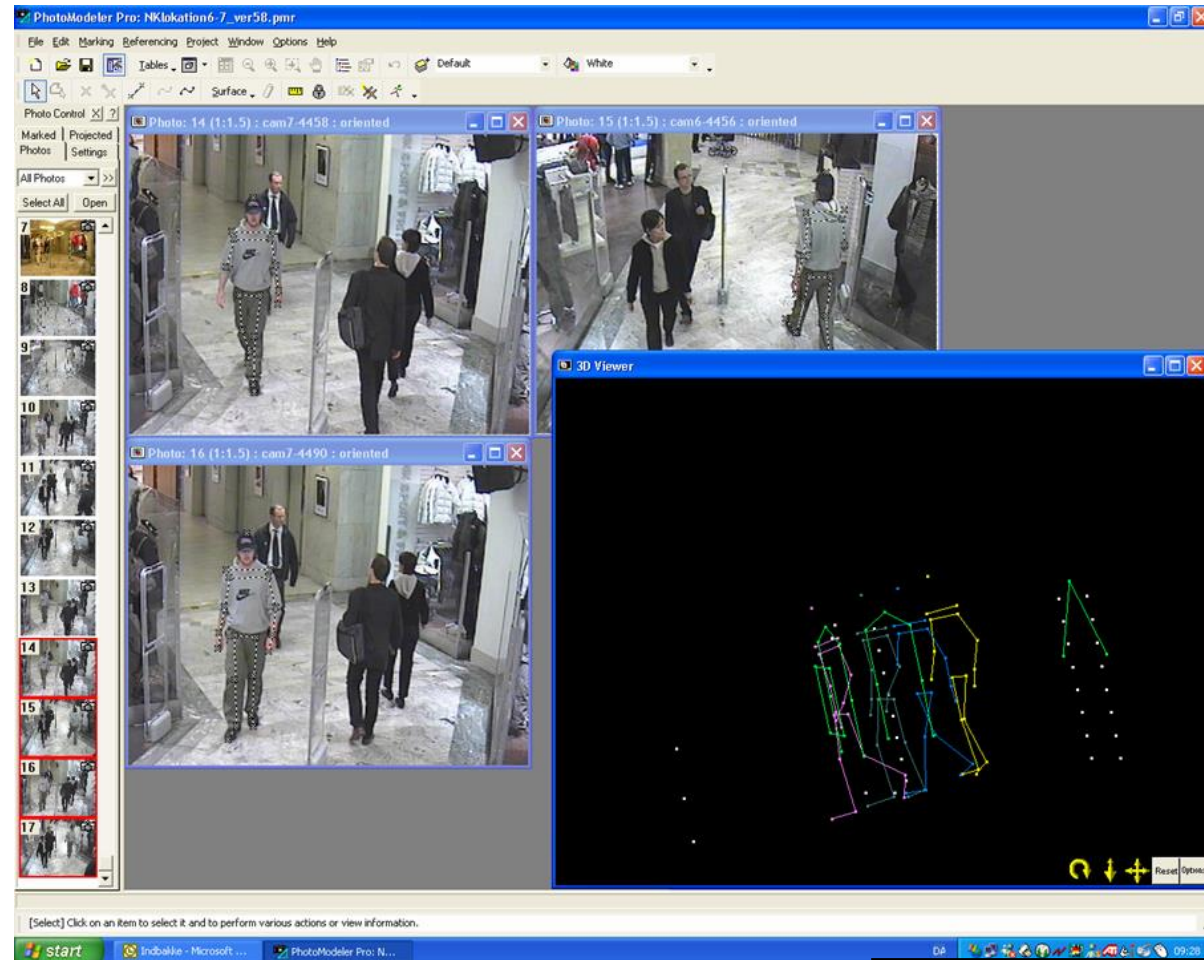 PhotoModeler Pro: NKlokation6-7_ver58.pmr
File Edit Marking Referencing Project Window Options Help
Tables Default White
Surface
Photo Control
Marked Projected
Photos Settings
All Photos >>
Select All Open
7
8
9
10
11
12
13
14
15
16
17
Photo: 14 (1:1.5) : cam7-4458 : oriented
Photo: 15 (1:1.5) : cam6-4456 : oriented
Photo: 16 (1:1.5) : cam7-4490 : oriented
3D Viewer
Reset
[Select] Click on an item to select it and to perform various actions or view information.
start Indbakke - Microsoft ... PhotoModeler Pro: N... DA 09:28